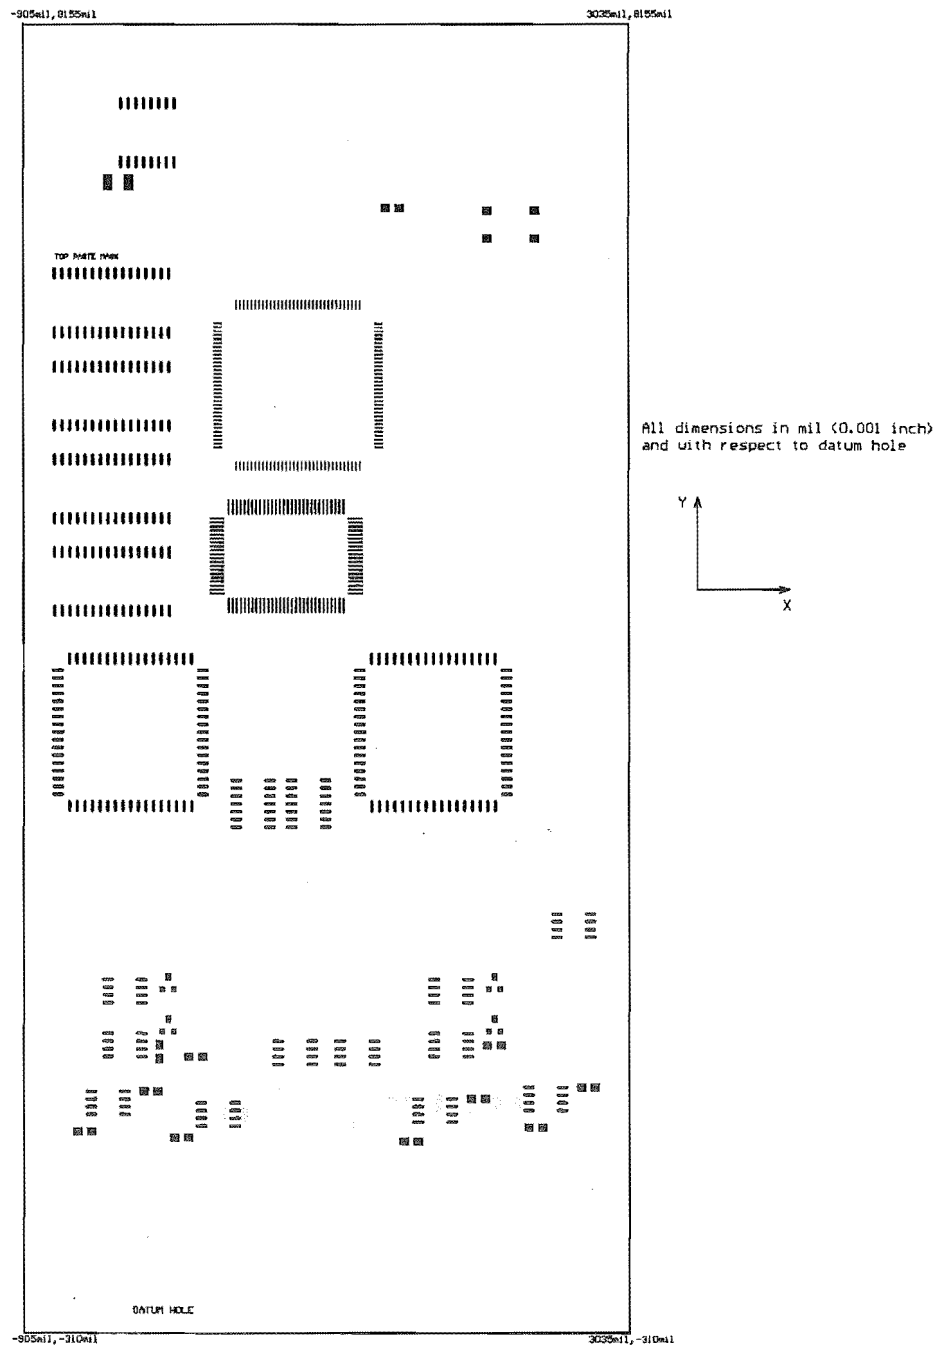 -905mil,8155mil
3035mil,8155mil
TOP PASTE MASK
All dimensions in mil (0.001 inch)
and with respect to datum hole
Y
X
DATUM HOLE
-905mil,-310mil
3035mil,-310mil